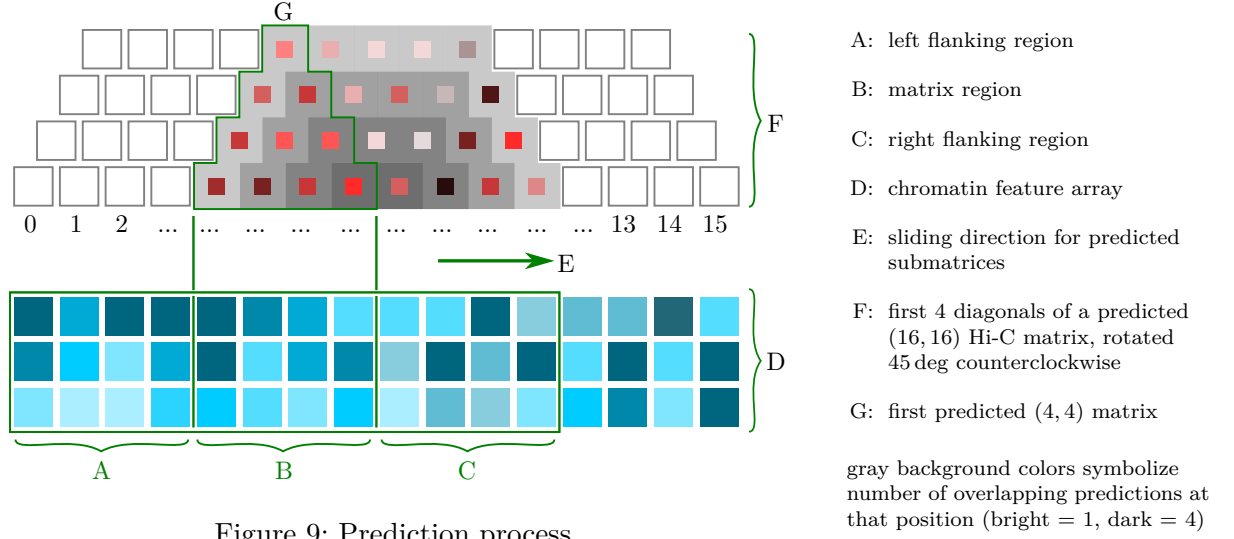 G
F
0 1 2 ... ... ... ... ... ... ... ... ... ... 13 14 15
E
D
A B C
Figure 9: Prediction process
A: left flanking region
B: matrix region
C: right flanking region
D: chromatin feature array
E: sliding direction for predicted
submatrices
F: first 4 diagonals of a predicted
(16, 16) Hi-C matrix, rotated
45 deg counterclockwise
G: first predicted (4, 4) matrix
gray background colors symbolize
number of overlapping predictions at
that position (bright = 1, dark = 4)